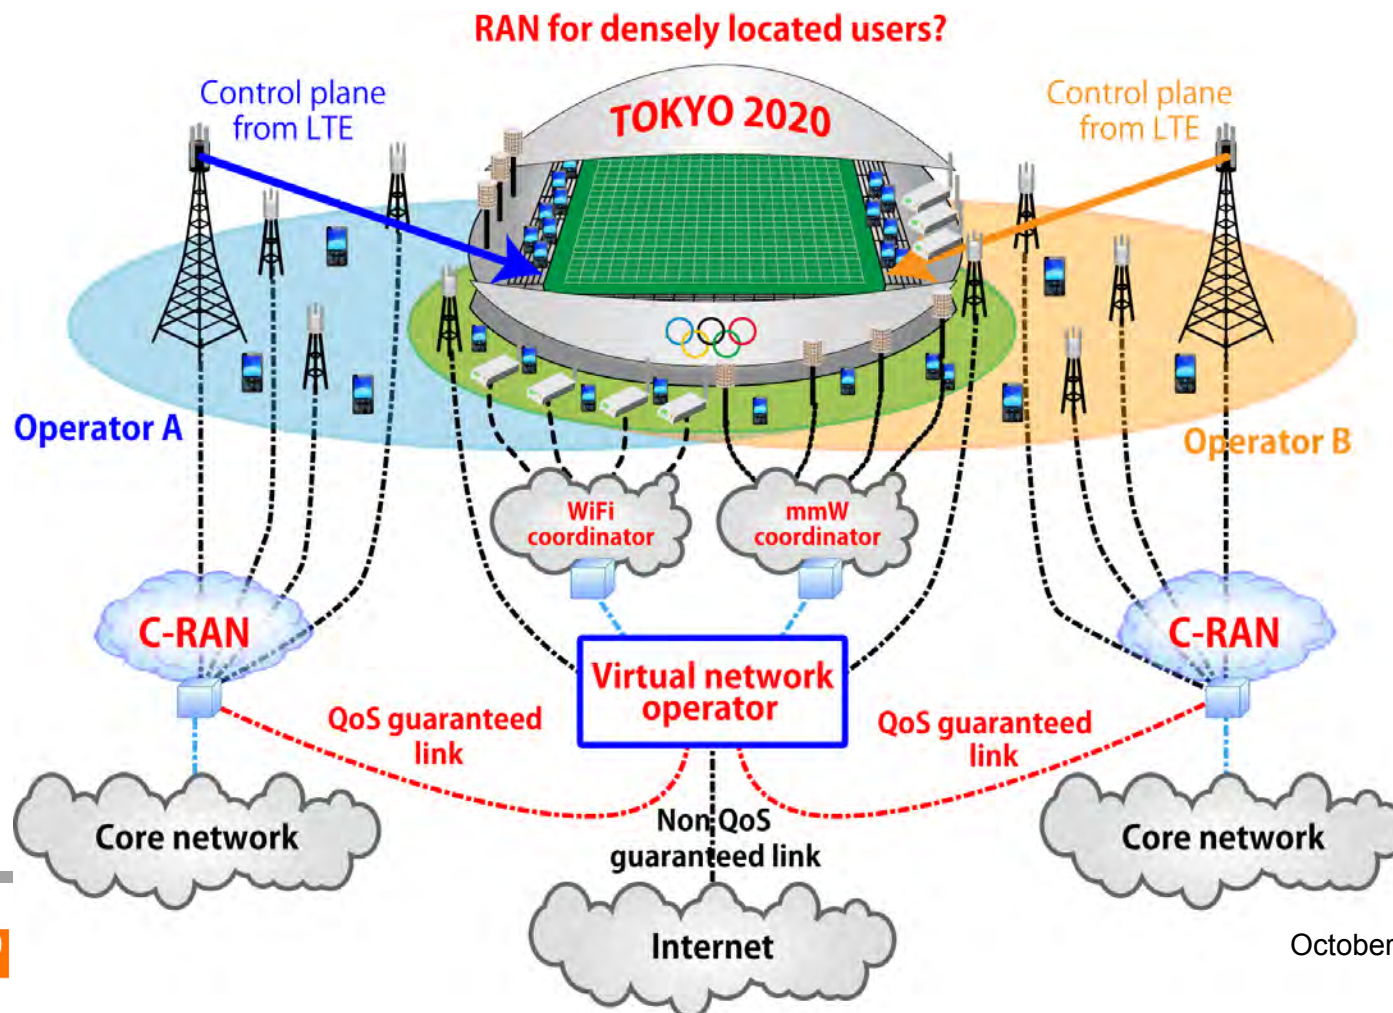 RAN for densely located users?
Control plane
from LTE
TOKYO 2020
Control plane
from LTE
Operator A
Operator B
WiFi
coordinator
mmW
coordinator
C-RAN
C-RAN
Virtual network
operator
QoS guaranteed
link
QoS guaranteed
link
Non QoS
guaranteed link
Core network
Core network
Internet
October